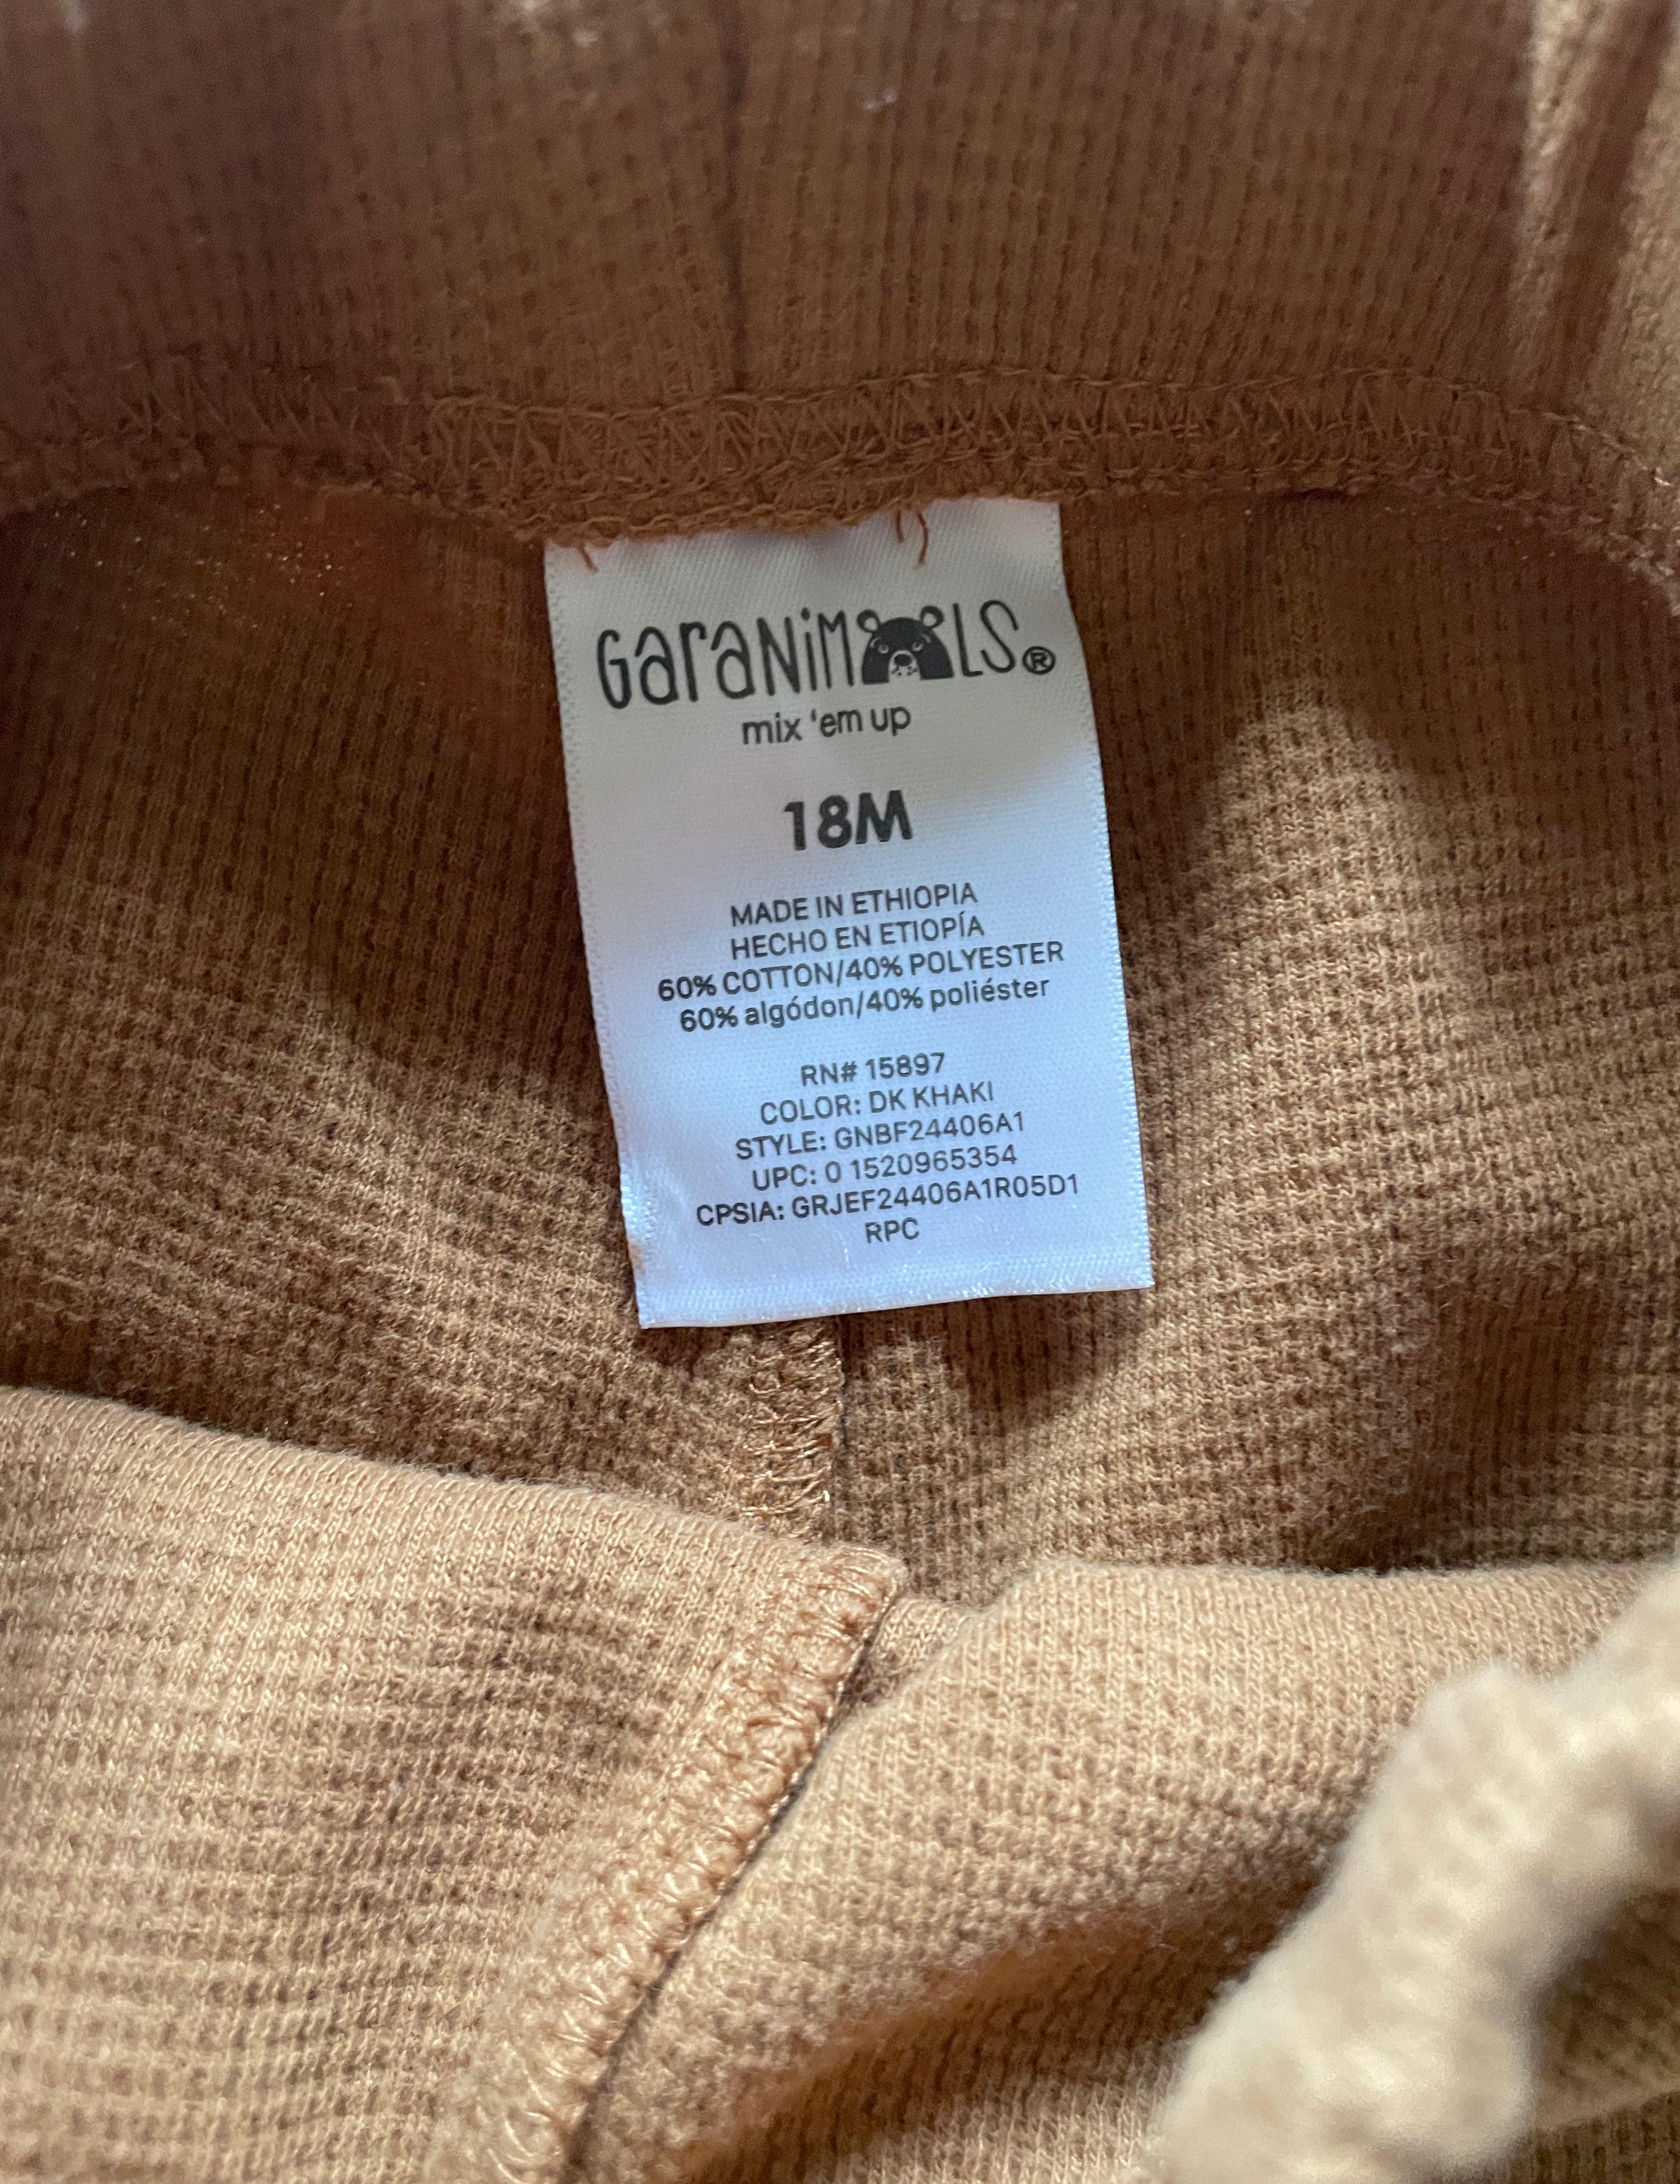 GaraNiMALS®
mix 'em up
18M
MADE IN ETHIOPIA
HECHO EN ETIOPÍA
60% COTTON/40% POLYESTER
60% algódon/40% poliéster
RN# 15897
COLOR: DK KHAKI
STYLE: GNBF24406A1
UPC: 0 1520965354
CPSIA: GRJEF24406A1R05D1
RPC